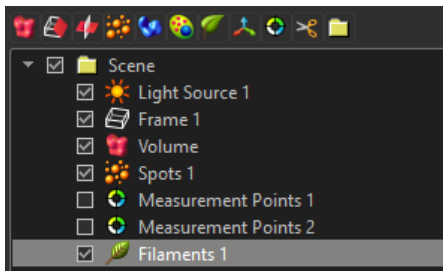 Scene
Light Source 1
Frame 1
Volume
Spots 1
Measurement Points 1
Measurement Points 2
Filaments 1